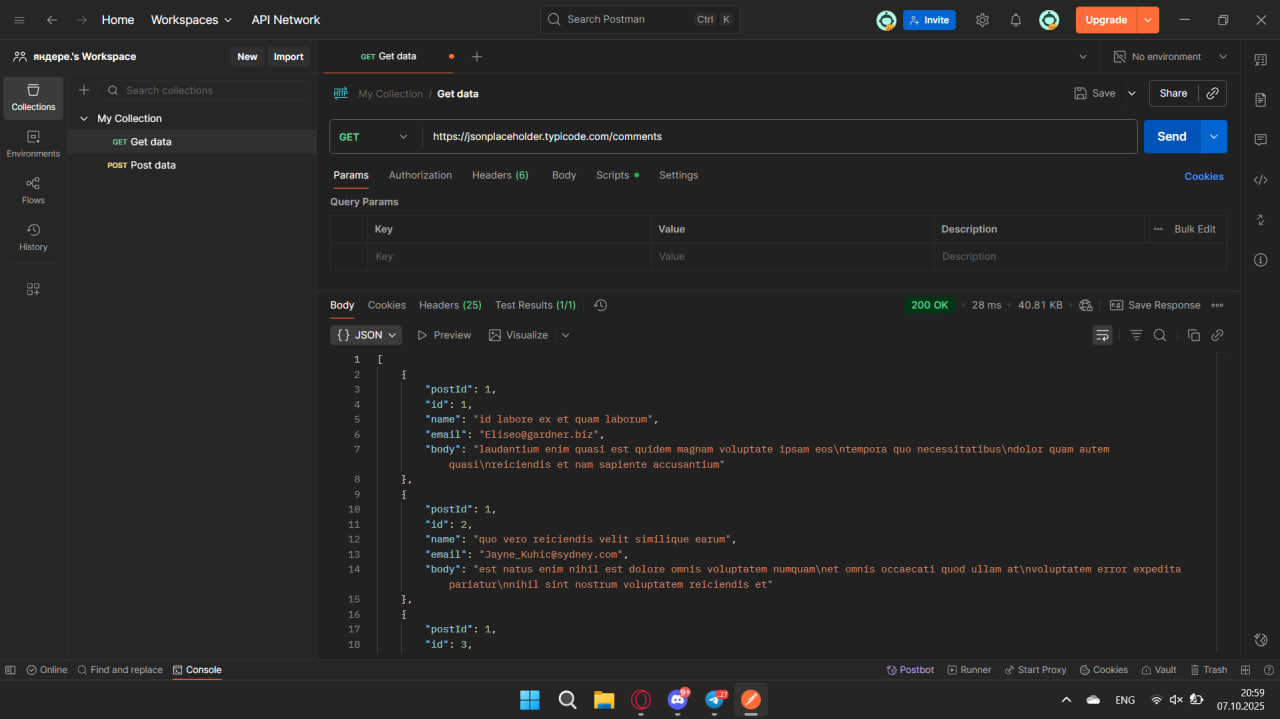 Home
Workspaces
API Network
Search Postman
Ctrl
K
Invite
Upgrade
яндере.'s Workspace
New
Import
GET Get data
No environment
Collections
Search collections
My Collection
GET Get data
POST Post data
Environments
Flows
History
HTTP
My Collection / Get data
Save
Share
GET
https://jsonplaceholder.typicode.com/comments
Send
Params
Authorization
Headers (6)
Body
Scripts
Settings
Cookies
Query Params
Key
Value
Description
Bulk Edit
Key
Value
Description
Body
Cookies
Headers (25)
Test Results (1/1)
200 OK
28 ms
40.81 KB
Save Response
{ } JSON
Preview
Visualize
1 [
2 {
3 "postId": 1,
4 "id": 1,
5 "name": "id labore ex et quam laborum",
6 "email": "Eliseo@gardner.biz",
7 "body": "laudantium enim quasi est quidem magnam voluptate ipsam eos\ntempora quo necessitatibus\ndolor quam autem
quasi\nreiciendis et nam sapiente accusantium"
8 },
9 {
10 "postId": 1,
11 "id": 2,
12 "name": "quo vero reiciendis velit similique earum",
13 "email": "Jayne_Kuhic@sydney.com",
14 "body": "est natus enim nihil est dolore omnis voluptatem numquam\net omnis occaecati quod ullam at\nvoluptatem error expedita
pariatur\nnihil sint nostrum voluptatem reiciendis et"
15 },
16 {
17 "postId": 1,
18 "id": 3,
Online
Find and replace
Console
Postbot
Runner
Start Proxy
Cookies
Vault
Trash
9+
27
ENG
20:59
07.10.2025